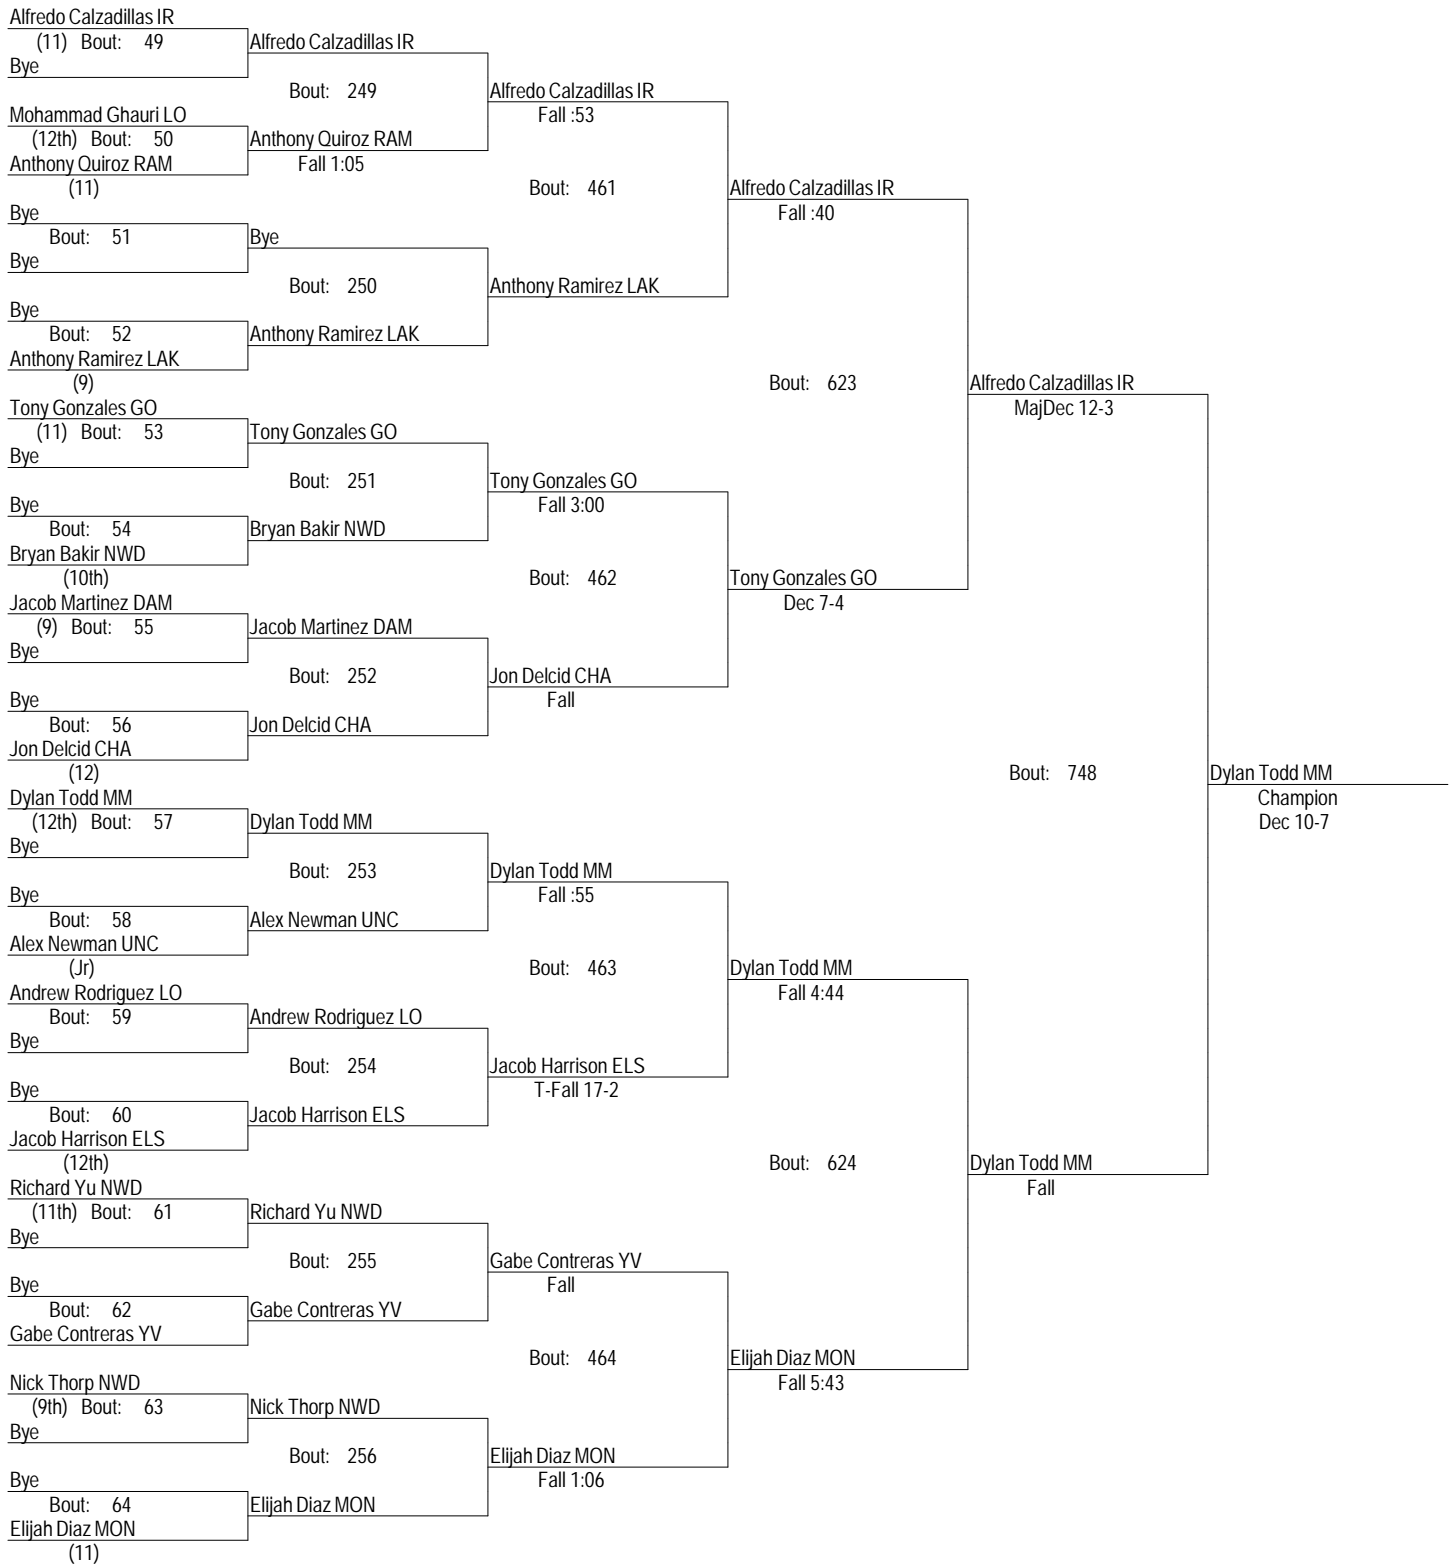 Alfredo Calzadillas IR
(11) Bout: 49
Bye
Mohammad Ghauri LO
(12th) Bout: 50
Anthony Quiroz RAM
(11)
Bye
Bout: 51
Bye
Bye
Bout: 52
Anthony Ramirez LAK
(9)
Tony Gonzales GO
(11) Bout: 53
Bye
Bye
Bout: 54
Bryan Bakir NWD
(10th)
Jacob Martinez DAM
(9) Bout: 55
Bye
Bye
Bout: 56
Jon Delcid CHA
(12)
Dylan Todd MM
(12th) Bout: 57
Bye
Bye
Bout: 58
Alex Newman UNC
(Jr)
Andrew Rodriguez LO
Bout: 59
Bye
Bye
Bout: 60
Jacob Harrison ELS
(12th)
Richard Yu NWD
(11th) Bout: 61
Bye
Bye
Bout: 62
Gabe Contreras YV
Nick Thorp NWD
(9th) Bout: 63
Bye
Bye
Bout: 64
Elijah Diaz MON
(11)
Alfredo Calzadillas IR
Bout: 249
Anthony Quiroz RAM
Fall 1:05
Bye
Bout: 250
Anthony Ramirez LAK
Tony Gonzales GO
Bout: 251
Bryan Bakir NWD
Jacob Martinez DAM
Bout: 252
Jon Delcid CHA
Dylan Todd MM
Bout: 253
Alex Newman UNC
Andrew Rodriguez LO
Bout: 254
Jacob Harrison ELS
Richard Yu NWD
Bout: 255
Gabe Contreras YV
Nick Thorp NWD
Bout: 256
Elijah Diaz MON
Alfredo Calzadillas IR
Fall :53
Bout: 461
Anthony Ramirez LAK
Tony Gonzales GO
Fall 3:00
Bout: 462
Jon Delcid CHA
Fall
Dylan Todd MM
Fall :55
Bout: 463
Jacob Harrison ELS
T-Fall 17-2
Gabe Contreras YV
Fall
Bout: 464
Elijah Diaz MON
Fall 1:06
Alfredo Calzadillas IR
Fall :40
Bout: 623
Tony Gonzales GO
Dec 7-4
Dylan Todd MM
Fall 4:44
Bout: 624
Elijah Diaz MON
Fall 5:43
Alfredo Calzadillas IR
MajDec 12-3
Bout: 748
Dylan Todd MM
Fall
Dylan Todd MM
Champion
Dec 10-7